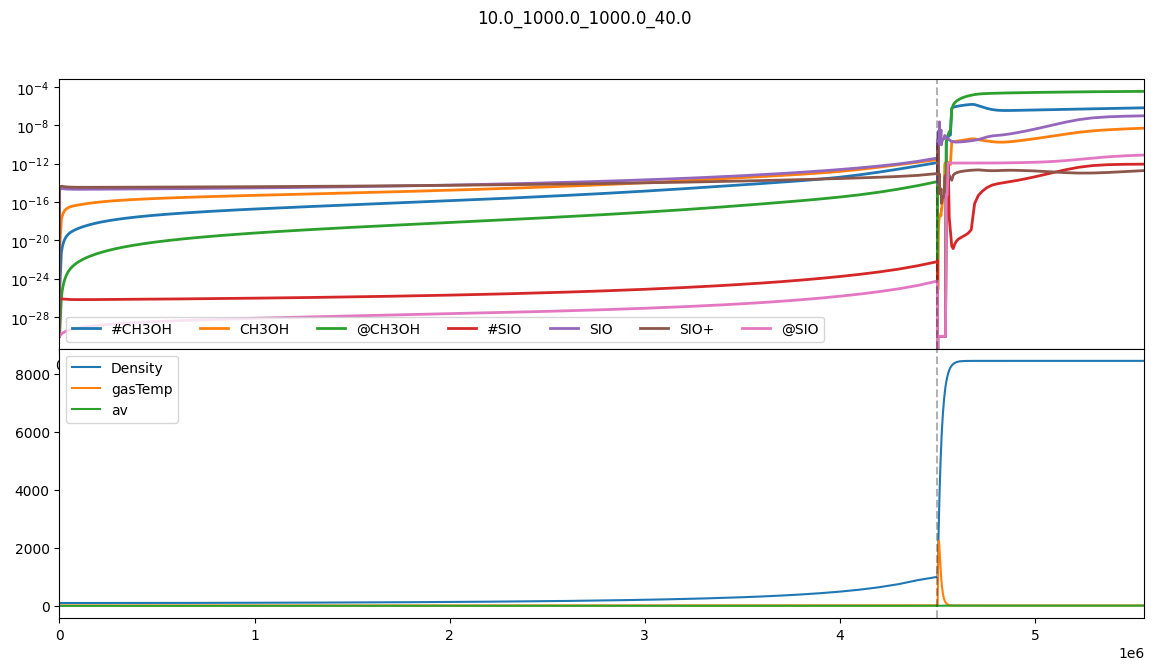 10.0_1000.0_1000.0_40.0
10⁻⁴
10⁻⁸
10⁻¹²
10⁻¹⁶
10⁻²⁰
10⁻²⁴
10⁻²⁸
#CH3OH CH3OH @CH3OH #SIO SIO SIO+ @SIO
8000
6000
4000
2000
0
Density
gasTemp
av
0 1 2 3 4 5
1e6